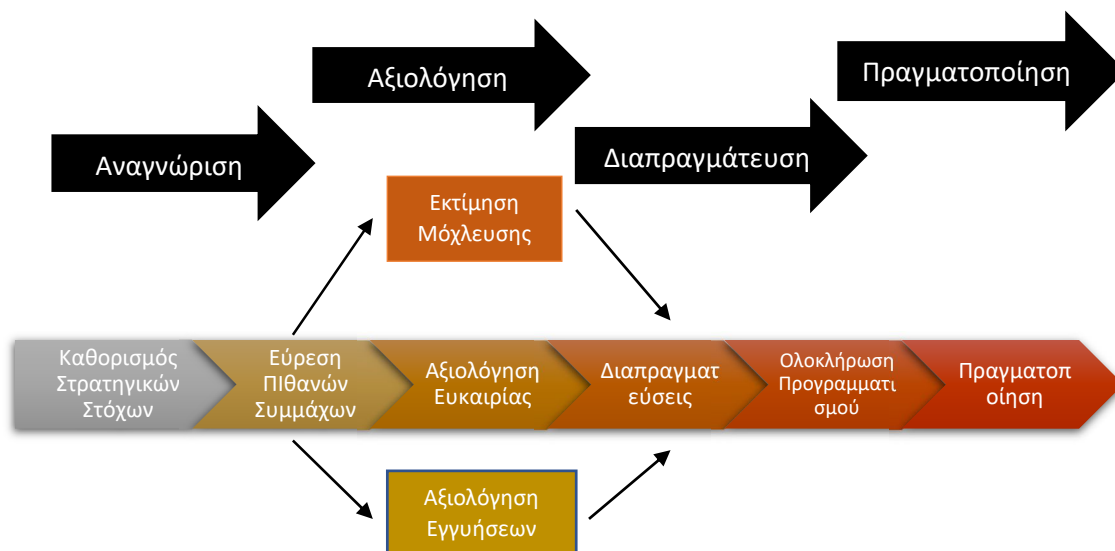 Αναγνώριση
Αξιολόγηση
Διαπραγμάτευση
Πραγματοποίηση
Εκτίμηση
Μόχλευσης
Καθορισμός
Στρατηγικών
Στόχων
Εύρεση
ΠΙθανών
Συμμάχων
Αξιολόγηση
Ευκαιρίας
Διαπραγματ
εύσεις
Ολοκλήρωση
Προγραμματι
σμού
Πραγματοπ
οίηση
Αξιολόγηση
Εγγυήσεων